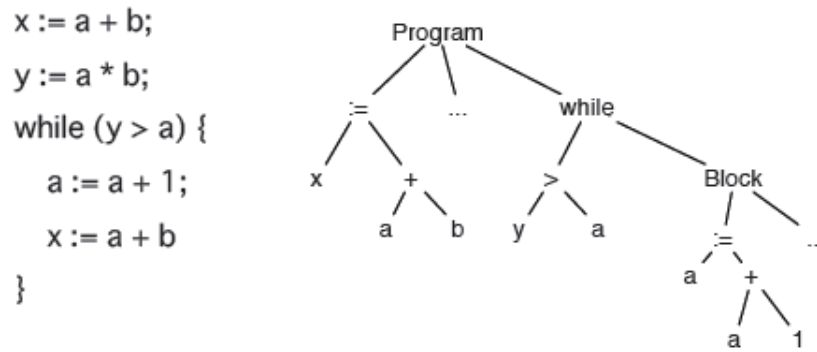 x := a + b;
y := a * b;
while (y > a) {
a := a + 1;
x := a + b
}
Program
:= ... while
x + > Block
a b y a := ..
a +
a 1